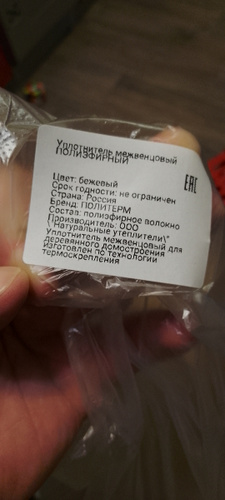 Уплотнитель межвенцовый
ПОЛИЭФИРНЫЙ
EAC
Цвет: бежевый
Срок годности: не ограничен
Страна: Россия
Бренд: ПОЛИТЕРМ
Состав: полиэфирное волокно
Производитель: ООО
\"Натуральные утеплители\"
Уплотнитель межвенцовый для
деревянного домостроения
изготовлен по технологии
термоскрепления